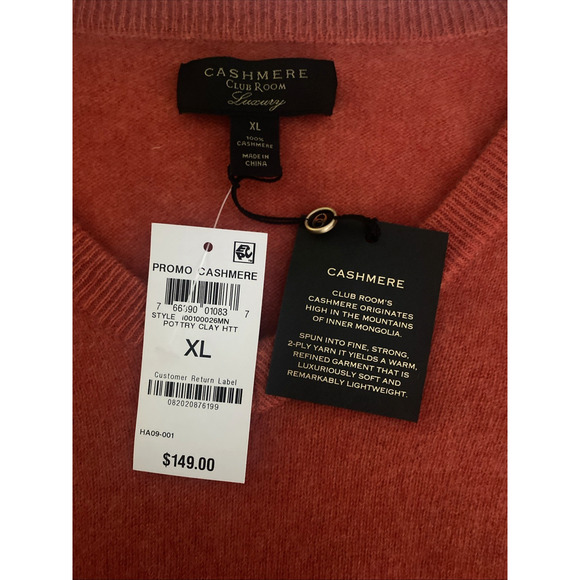 CASHMERE
CLUB ROOM
Luxury
XL
100%
CASHMERE
MADE IN
CHINA
PROMO CASHMERE
7 66390 01083 7
STYLE 100100026MN
POTTRY CLAY HTT
XL
Customer Return Label
082020876199
HA09-001
$149.00
CASHMERE
CLUB ROOM'S
CASHMERE ORIGINATES
HIGH IN THE MOUNTAINS
OF INNER MONGOLIA.
SPUN INTO FINE, STRONG,
2-PLY YARN IT YIELDS A WARM,
REFINED GARMENT THAT IS
LUXURIOUSLY SOFT AND
REMARKABLY LIGHTWEIGHT.